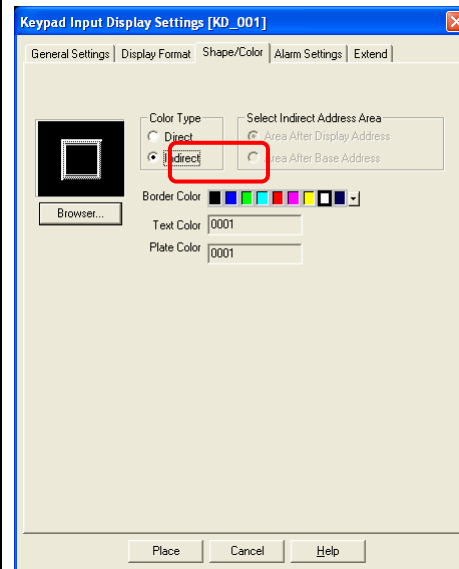 Keypad Input Display Settings [KD_001]
General Settings Display Format Shape/Color Alarm Settings Extend
Color Type Select Indirect Address Area
Direct Area After Display Address
Indirect Area After Base Address
Browser...
Border Color
Text Color 0001
Plate Color 0001
Place Cancel Help